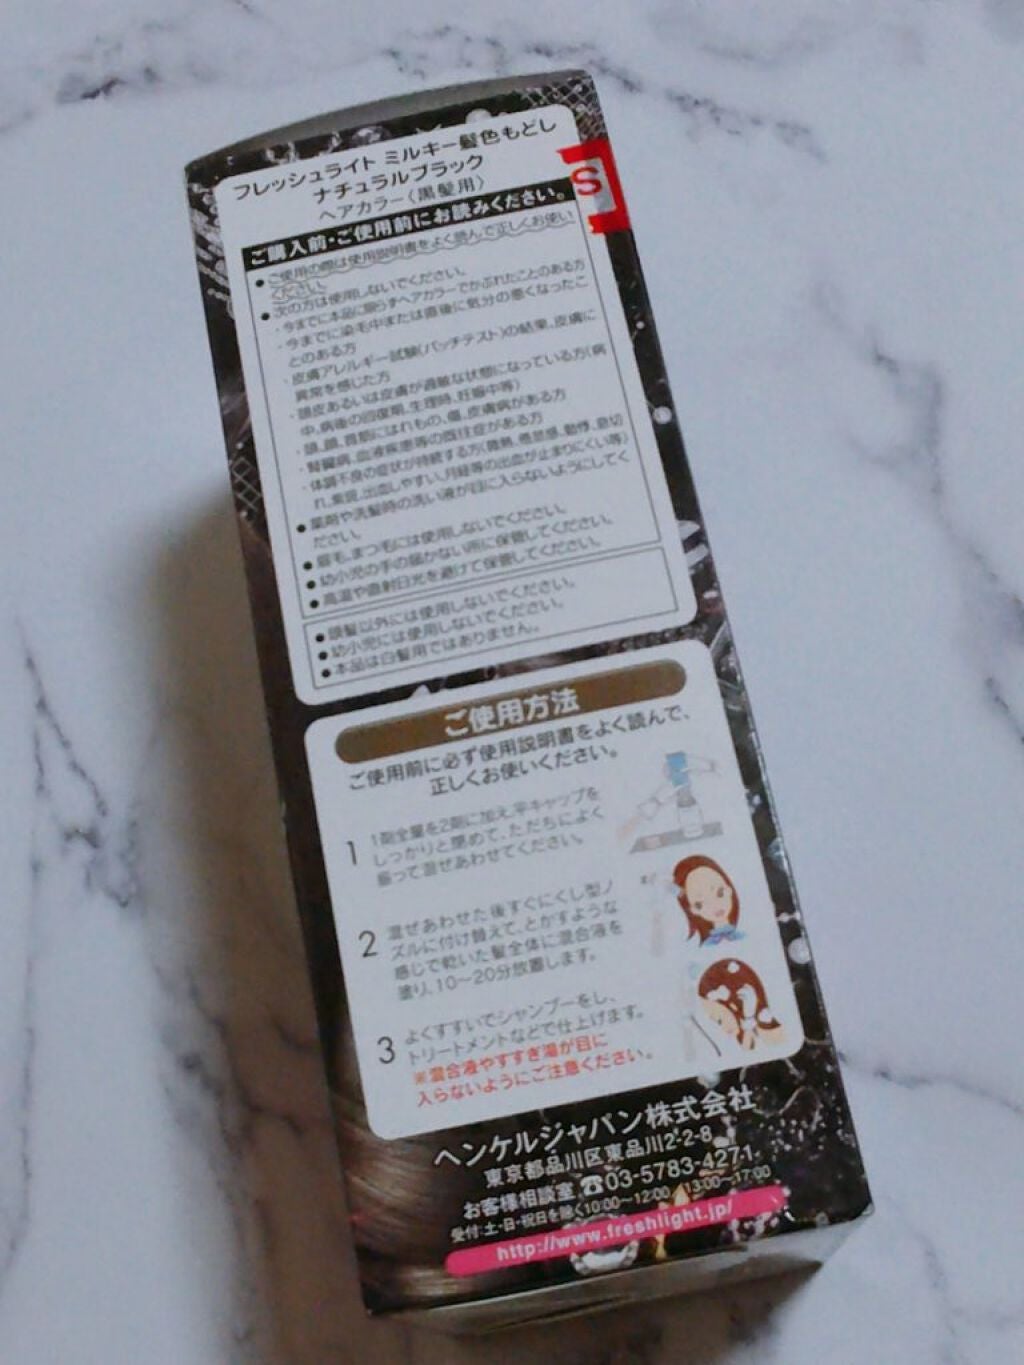 フレッシュライト ミルキー髪色もどし
ナチュラルブラック
ヘアカラー〈黒髪用〉
S
ご購入前・ご使用前にお読みください。
●ご使用の際は使用説明書をよく読んで正しくお使い
ください。
●次の方は使用しないでください。
・今までに本品に限らずヘアカラーでかぶれたことのある方
・今までに染毛中または直後に気分の悪くなったこ
とのある方
・皮膚アレルギー試験(パッチテスト)の結果、皮膚に
異常を感じた方
・頭皮あるいは皮膚が過敏な状態になっている方(病
中、病後の回復期、生理時、妊娠中等)
・頭、顔、首筋にはれもの、傷、皮膚病がある方
・腎臓病、血液疾患等の既往症がある方
・体調不良の症状が持続する方(微熱、倦怠感、動悸、息切
れ、紫斑、出血しやすい、月経等の出血が止まりにくい等)
●薬剤や洗髪時の洗い液が目に入らないようにしてく
ださい。
●眉毛、まつ毛には使用しないでください。
●幼小児の手の届かない所に保管してください。
●高温や直射日光を避けて保管してください。
●頭髪以外には使用しないでください。
●幼小児には使用しないでください。
●本品は白髪用ではありません。
ご使用方法
ご使用前に必ず使用説明書をよく読んで、
正しくお使いください。
1 1剤全量を2剤に加え、平キャップを
しっかりと閉めて、ただちによく
振って混ぜあわせてください。
2 混ぜあわせた後すぐにくし型ノ
ズルに付け替えて、とかすような
感じで乾いた髪全体に混合液を
塗り、10～20分放置します。
3 よくすすいでシャンプーをし、
トリートメントなどで仕上げます。
※混合液やすすぎ湯が目に
入らないようにご注意ください。
ヘンケルジャパン株式会社
東京都品川区東品川2-2-8
お客様相談室 ☎03-5783-4271
受付:土・日・祝日を除く10:00～12:00/13:00～17:00
http://www.freshlight.jp/